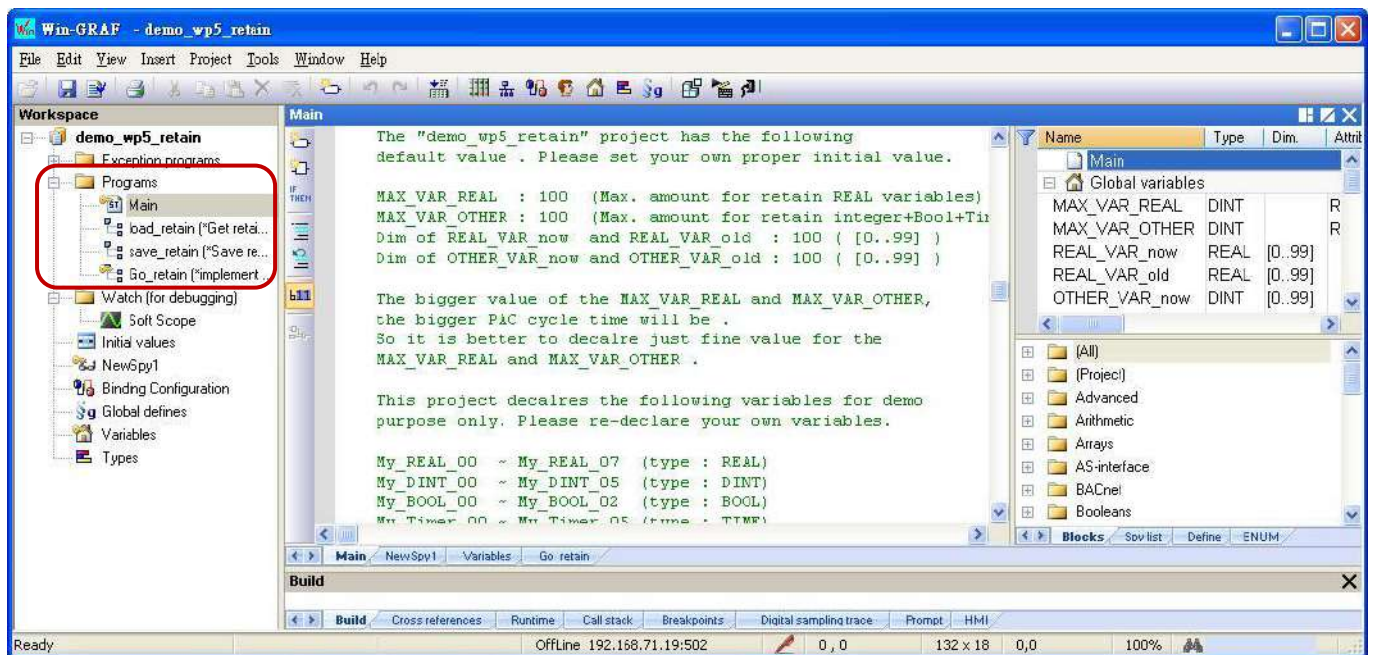 Win-GRAF - demo_wp5_retain
File Edit View Insert Project Tools Window Help
Workspace
demo_wp5_retain
Exception programs
Programs
Main
load_retain (*Get retai...
save_retain (*Save re...
Go_retain (*implement ...
Watch (for debugging)
Soft Scope
Initial values
NewSpy1
Binding Configuration
Global defines
Variables
Types
Main
IF
THEN
The "demo_wp5_retain" project has the following
default value . Please set your own proper initial value.
MAX_VAR_REAL : 100 (Max. amount for retain REAL variables)
MAX_VAR_OTHER : 100 (Max. amount for retain integer+Bool+Tim
Dim of REAL_VAR_now and REAL_VAR_old : 100 ( [0..99] )
Dim of OTHER_VAR_now and OTHER_VAR_old : 100 ( [0..99] )
The bigger value of the MAX_VAR_REAL and MAX_VAR_OTHER,
the bigger PAC cycle time will be .
So it is better to decalre just fine value for the
MAX_VAR_REAL and MAX_VAR_OTHER .
This project decalres the following variables for demo
purpose only. Please re-declare your own variables.
My_REAL_00 ~ My_REAL_07 (type : REAL)
My_DINT_00 ~ My_DINT_05 (type : DINT)
My_BOOL_00 ~ My_BOOL_02 (type : BOOL)
My_Timer_00 ~ My_Timer_05 (type : TIME)
Main NewSpy1 Variables Go_retain
Name Type Dim. Attrib
Main
Global variables
MAX_VAR_REAL DINT R
MAX_VAR_OTHER DINT R
REAL_VAR_now REAL [0..99]
REAL_VAR_old REAL [0..99]
OTHER_VAR_now DINT [0..99]
(All)
(Project)
Advanced
Arithmetic
Arrays
AS-interface
BACnet
Booleans
Blocks Spy list Define ENUM
Build
Build Cross references Runtime Call stack Breakpoints Digital sampling trace Prompt HMI
Ready OffLine 192.168.71.19:502 0 , 0 132 x 18 0,0 100%